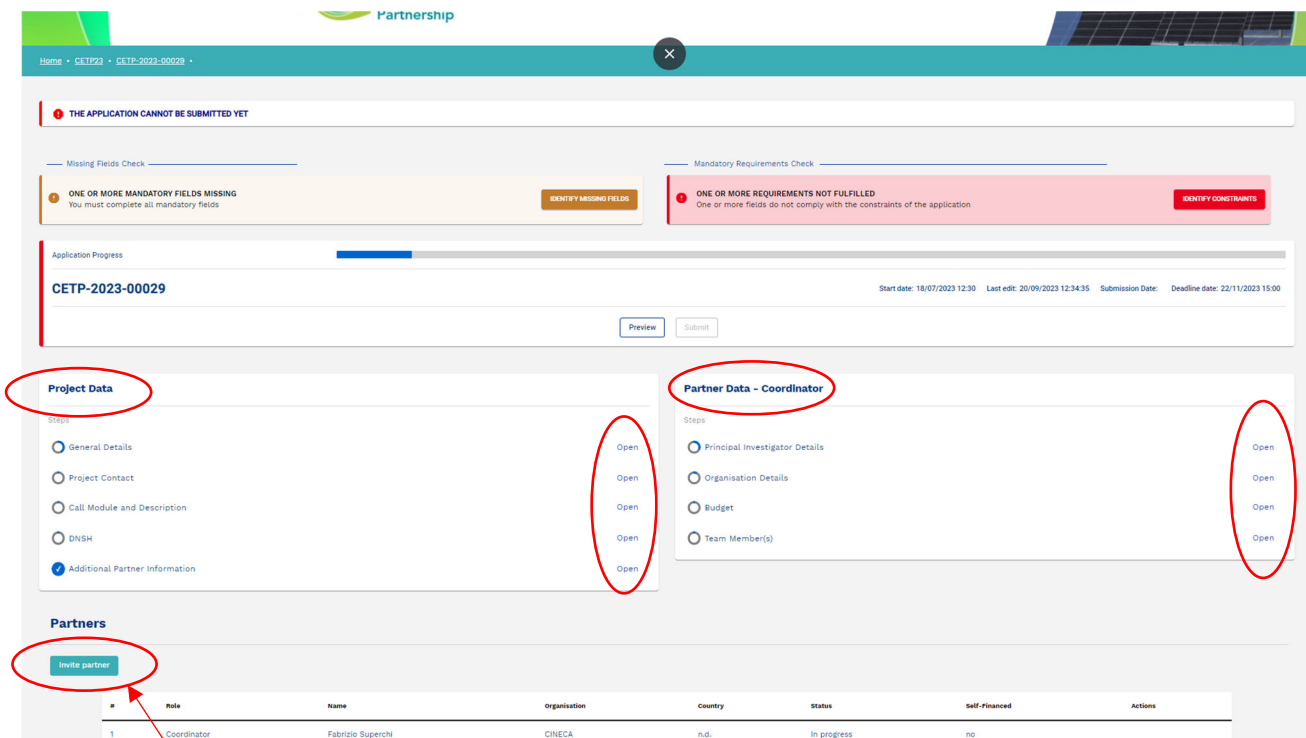 Partnership
Home • CETP23 • CETP-2023-00029 •
THE APPLICATION CANNOT BE SUBMITTED YET
Missing Fields Check
ONE OR MORE MANDATORY FIELDS MISSING
You must complete all mandatory fields
IDENTIFY MISSING FIELDS
Mandatory Requirements Check
ONE OR MORE REQUIREMENTS NOT FULFILLED
One or more fields do not comply with the constraints of the application
IDENTIFY CONSTRAINTS
Application Progress
CETP-2023-00029
Start date: 18/07/2023 12:30 Last edit: 20/09/2023 12:34:35 Submission Date: Deadline date: 22/11/2023 15:00
Preview Submit
Project Data
Steps
General Details Open
Project Contact Open
Call Module and Description Open
DNSH Open
Additional Partner Information Open
Partner Data - Coordinator
Steps
Principal Investigator Details Open
Organisation Details Open
Budget Open
Team Member(s) Open
Partners
Invite partner
# Role Name Organisation Country Status Self-Financed Actions
1 Coordinator Fabrizio Superchi CINECA n.d. In progress no